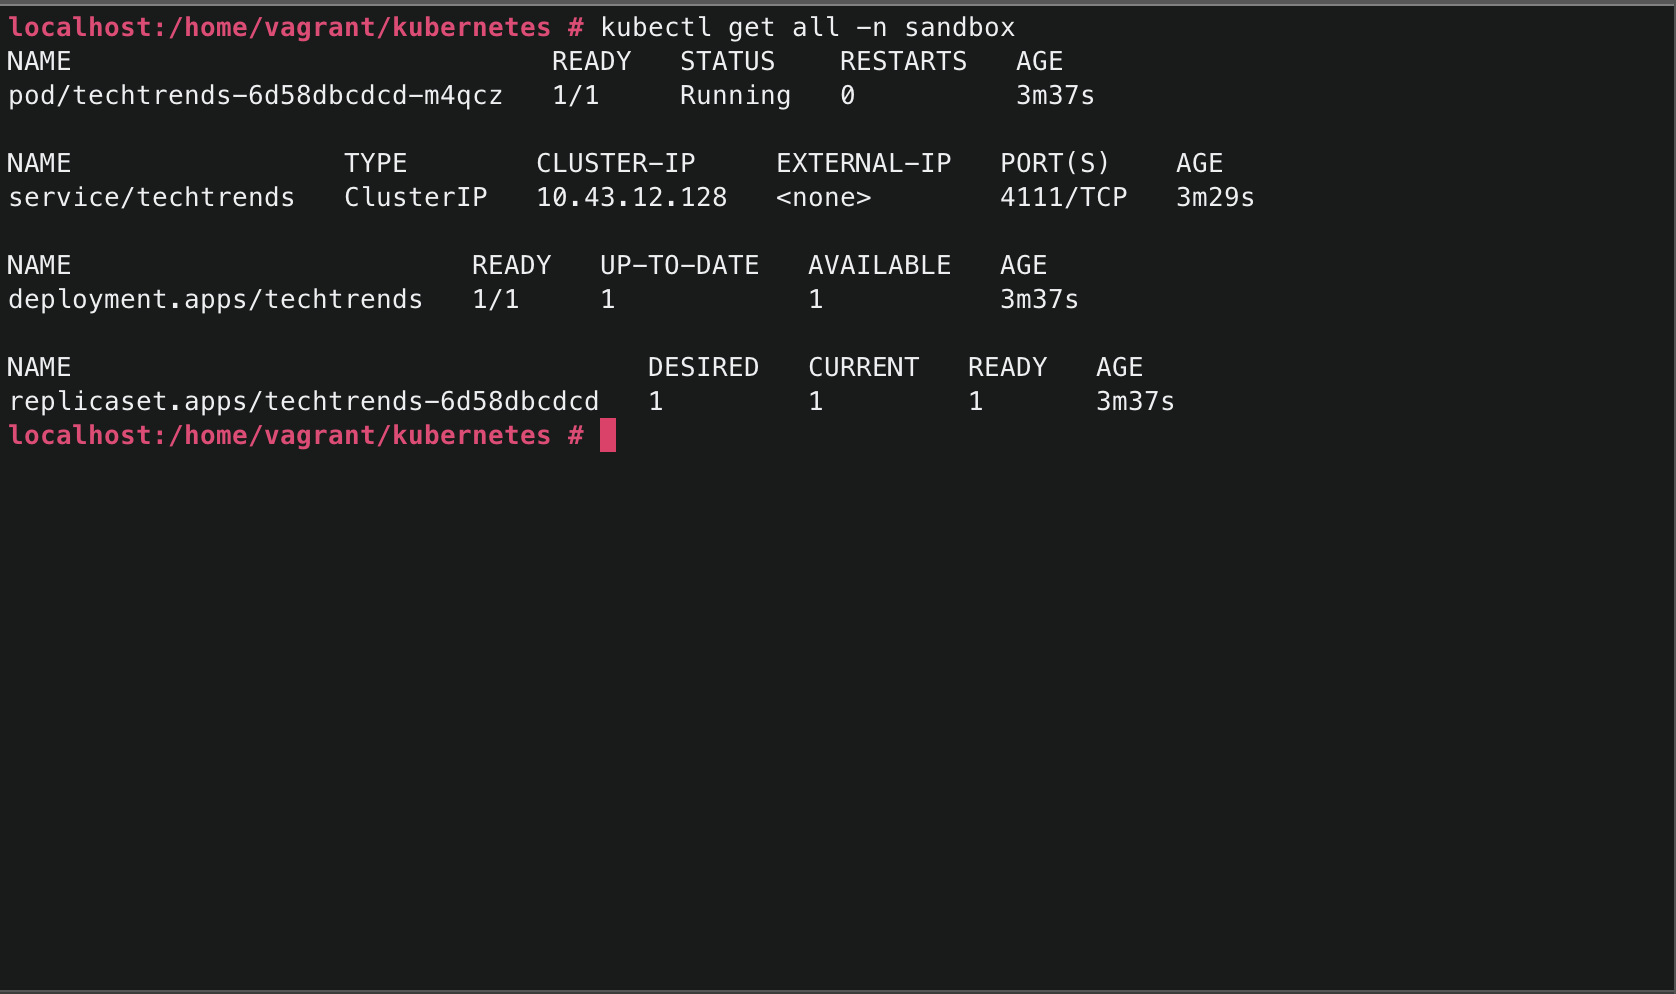 localhost:/home/vagrant/kubernetes # kubectl get all -n sandbox
NAME READY STATUS RESTARTS AGE
pod/techtrends-6d58dbcdcd-m4qcz 1/1 Running 0 3m37s
NAME TYPE CLUSTER-IP EXTERNAL-IP PORT(S) AGE
service/techtrends ClusterIP 10.43.12.128 <none> 4111/TCP 3m29s
NAME READY UP-TO-DATE AVAILABLE AGE
deployment.apps/techtrends 1/1 1 1 3m37s
NAME DESIRED CURRENT READY AGE
replicaset.apps/techtrends-6d58dbcdcd 1 1 1 3m37s
localhost:/home/vagrant/kubernetes #